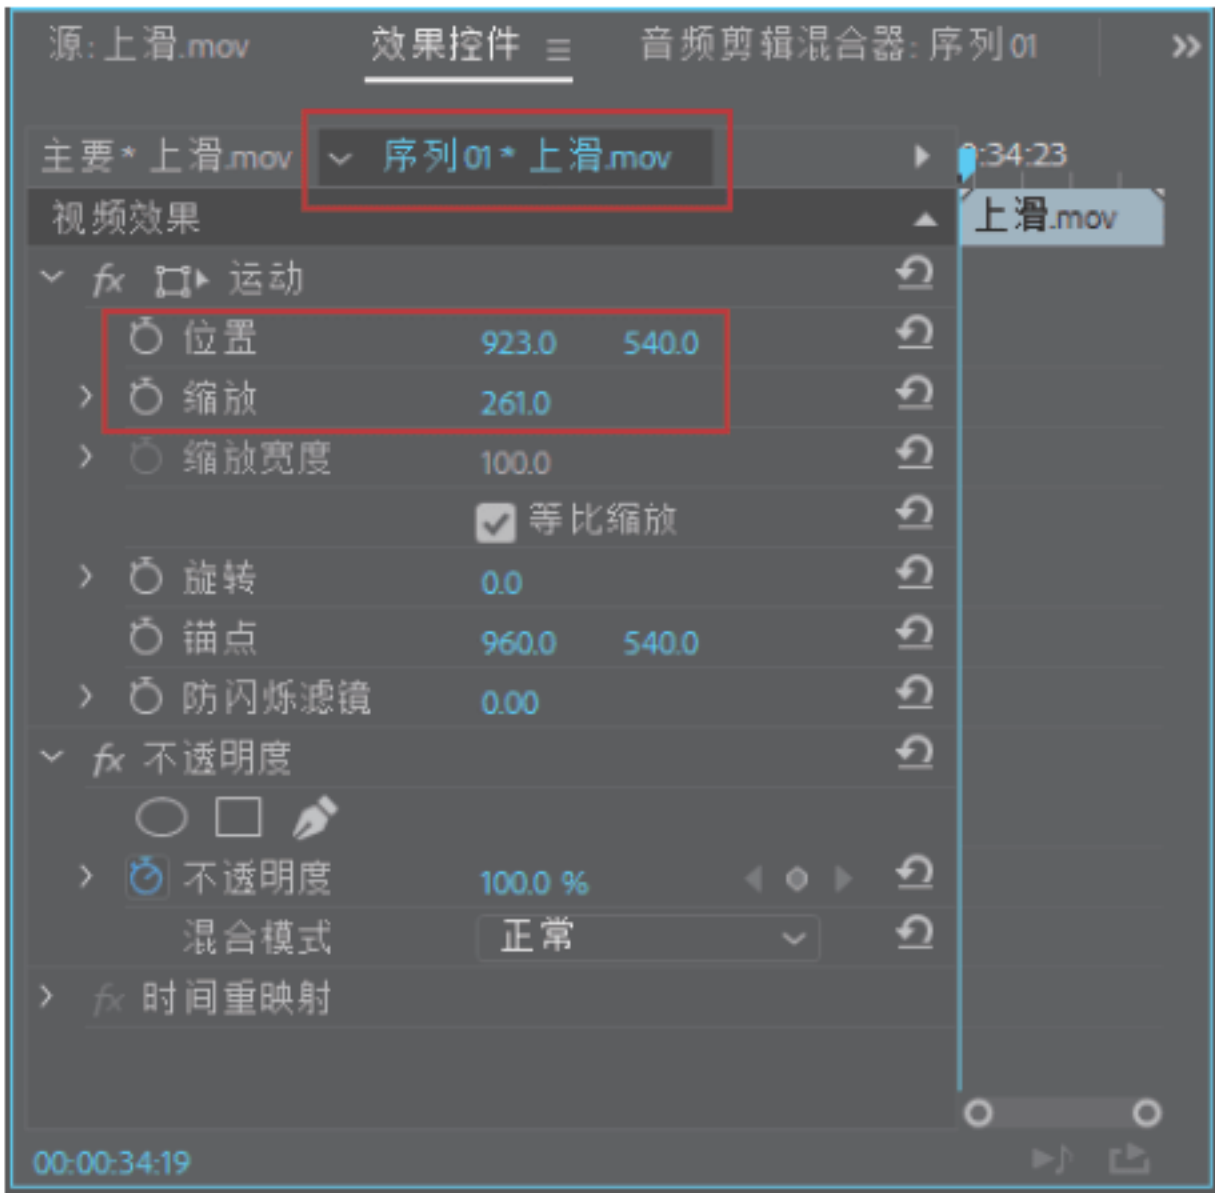 源: 上滑.mov 效果控件 音频剪辑混合器: 序列 01
主要* 上滑.mov 序列 01 * 上滑.mov :34:23
视频效果 上滑.mov
fx 运动
位置 923.0 540.0
缩放 261.0
缩放宽度 100.0
等比缩放
旋转 0.0
锚点 960.0 540.0
防闪烁滤镜 0.00
fx 不透明度
不透明度 100.0 %
混合模式 正常
fx 时间重映射
00:00:34:19